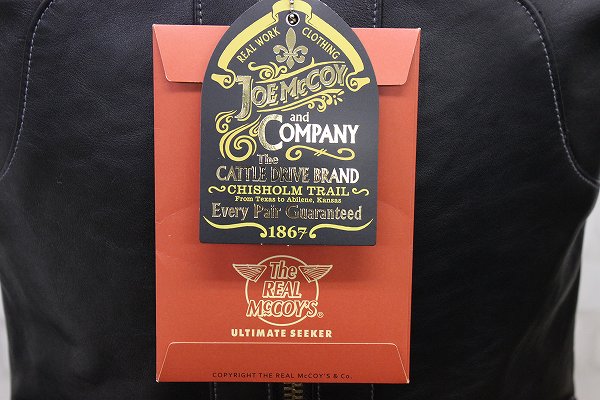 REAL WORK CLOTHING
JOE McCOY
and
COMPANY
The
CATTLE DRIVE BRAND
CHISHOLM TRAIL
From Texas to Abilene, Kansas
Every Pair Guaranteed
1867
The
REAL
McCOY'S®
ULTIMATE SEEKER
COPYRIGHT THE REAL McCOY'S & Co.